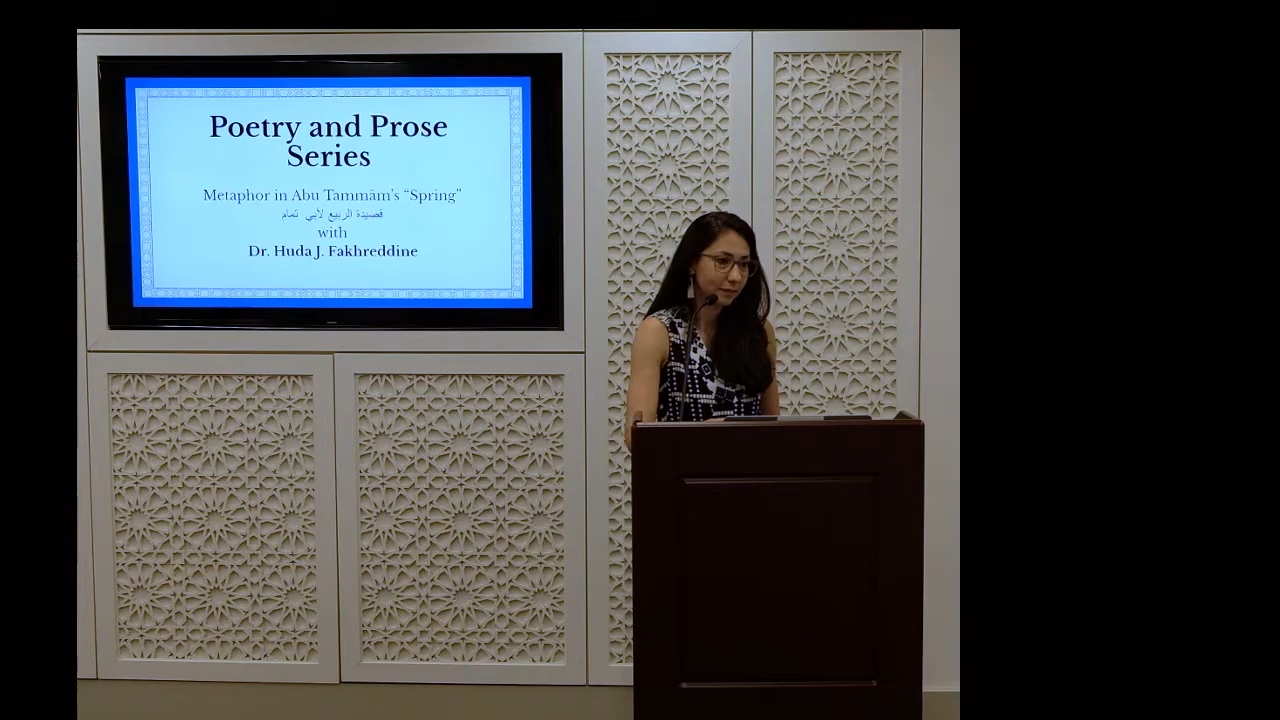 Poetry and Prose
Series
Metaphor in Abu Tammām's “Spring”
قصيدة الربيع لأبي تمام
with
Dr. Huda J. Fakhreddine